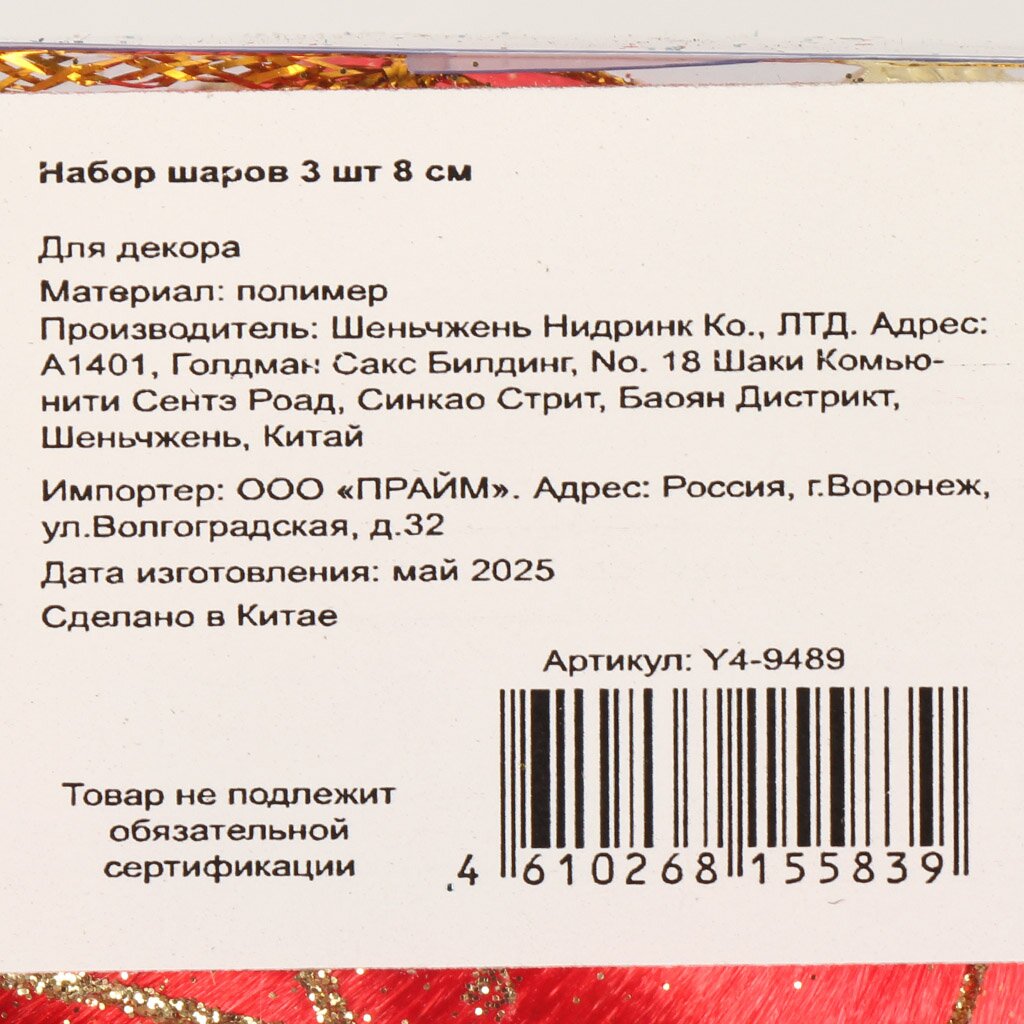 Набор шаров 3 шт 8 см
Для декора
Материал: полимер
Производитель: Шеньчжень Нидринк Ко., ЛТД. Адрес:
А1401, Голдман Сакс Билдинг, No. 18 Шаки Комью-
нити Сентэ Роад, Синкао Стрит, Баоян Дистрикт,
Шеньчжень, Китай
Импортер: ООО «ПРАЙМ». Адрес: Россия, г.Воронеж,
ул.Волгоградская, д.32
Дата изготовления: май 2025
Сделано в Китае
Артикул: Y4-9489
Товар не подлежит
обязательной
сертификации
4 610268 155839